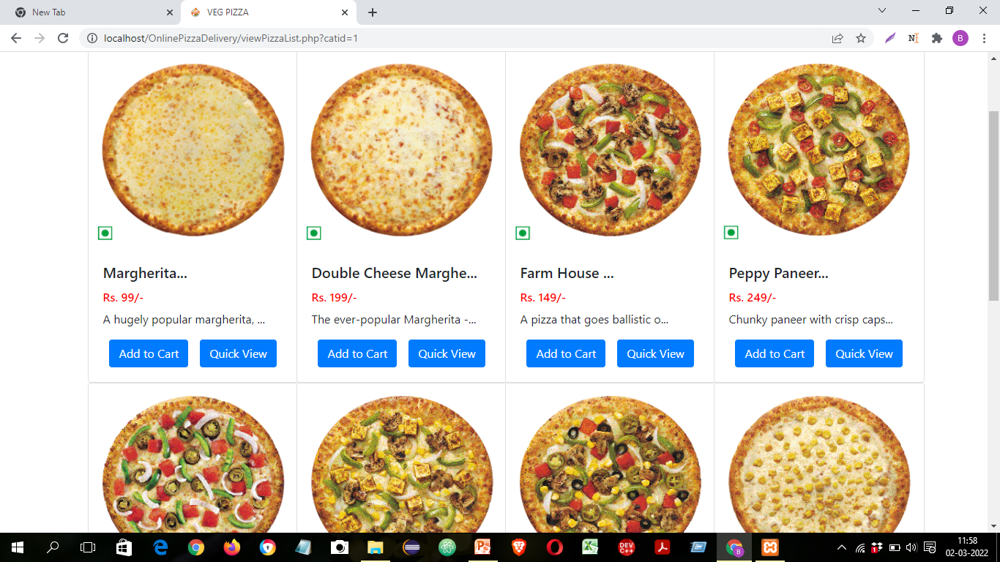 New Tab
VEG PIZZA
localhost/OnlinePizzaDelivery/viewPizzaList.php?catid=1
N
B
Margherita...
Double Cheese Marghe...
Farm House ...
Peppy Paneer...
Rs. 99/-
Rs. 199/-
Rs. 149/-
Rs. 249/-
A hugely popular margherita, ...
The ever-popular Margherita -...
A pizza that goes ballistic o...
Chunky paneer with crisp caps...
Add to Cart
Quick View
Add to Cart
Quick View
Add to Cart
Quick View
Add to Cart
Quick View
DEV
C++
B
11:58
02-03-2022